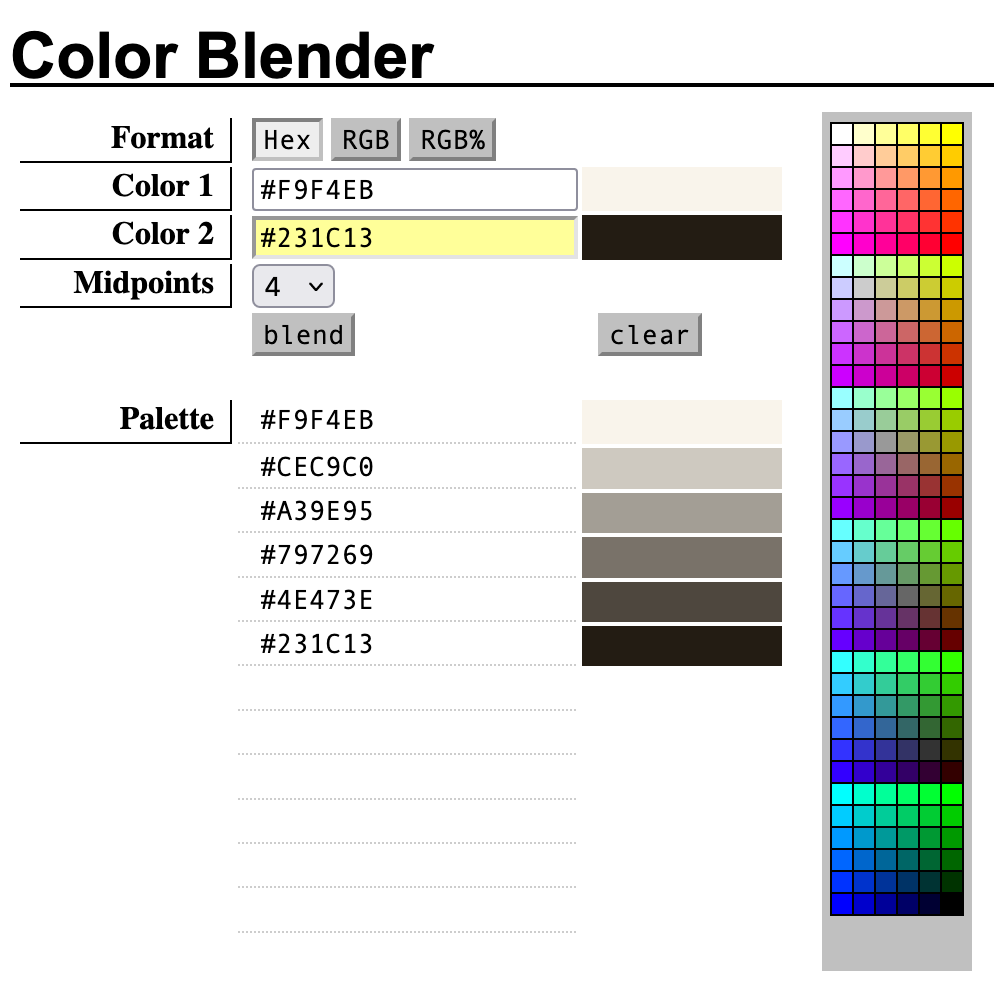 Color Blender
Format Hex RGB RGB%
Color 1 #F9F4EB
Color 2 #231C13
Midpoints 4
blend clear
Palette #F9F4EB
#CEC9C0
#A39E95
#797269
#4E473E
#231C13